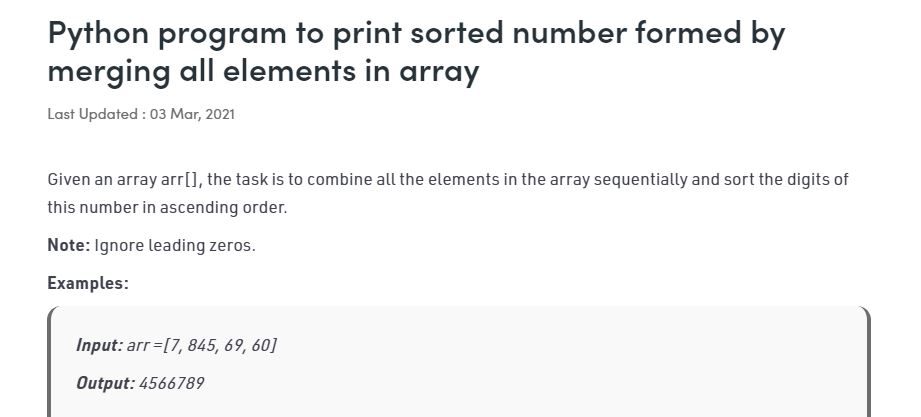 Python program to print sorted number formed by
merging all elements in array
Last Updated : 03 Mar, 2021
Given an array arr[], the task is to combine all the elements in the array sequentially and sort the digits of
this number in ascending order.
Note: Ignore leading zeros.
Examples:
Input: arr =[7, 845, 69, 60]
Output: 4566789